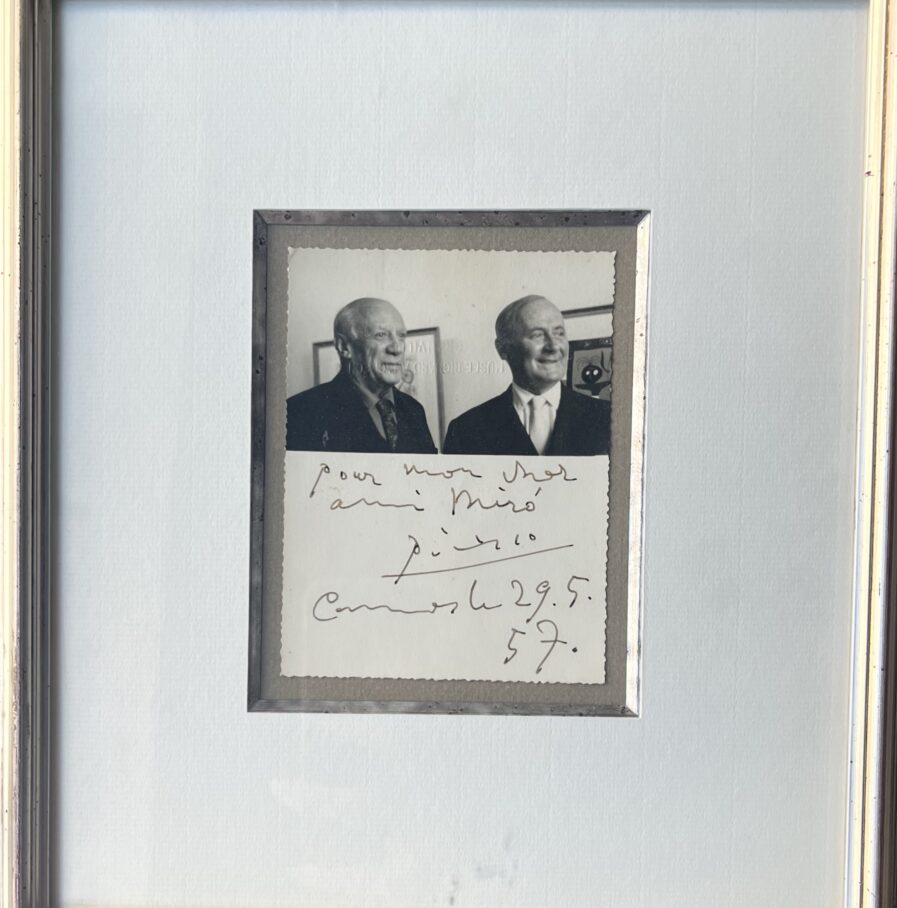 pour mon cher
ami Miró
Picasso
Cannes le 29.5.
57.